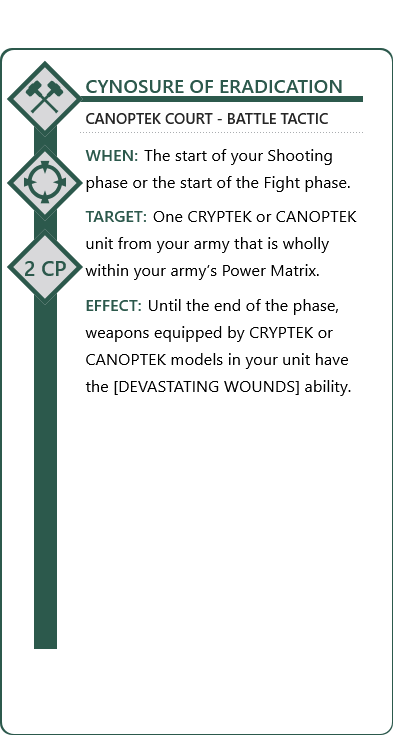 CYNOSURE OF ERADICATION
CANOPTEK COURT - BATTLE TACTIC
WHEN: The start of your Shooting
phase or the start of the Fight phase.
TARGET: One CRYPTEK or CANOPTEK
unit from your army that is wholly
within your army’s Power Matrix.
2 CP
EFFECT: Until the end of the phase,
weapons equipped by CRYPTEK or
CANOPTEK models in your unit have
the [DEVASTATING WOUNDS] ability.